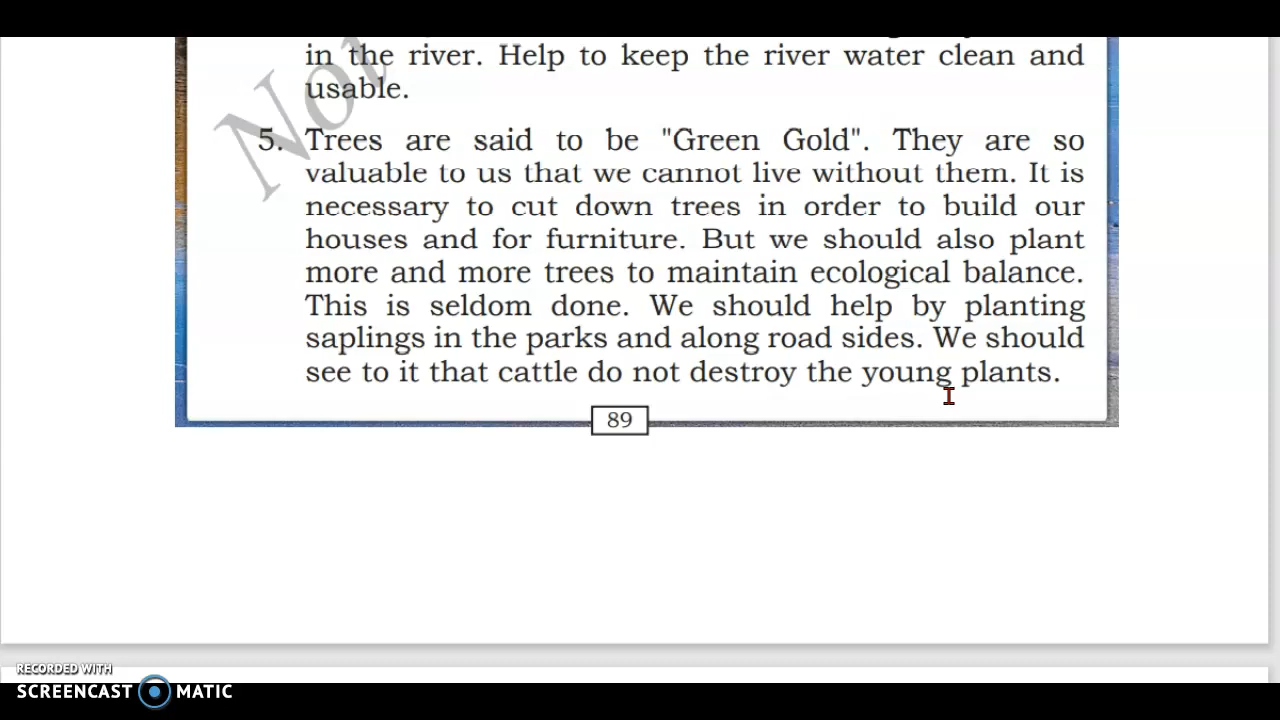 in the river. Help to keep the river water clean and
usable.
Not
5. Trees are said to be "Green Gold". They are so
valuable to us that we cannot live without them. It is
necessary to cut down trees in order to build our
houses and for furniture. But we should also plant
more and more trees to maintain ecological balance.
This is seldom done. We should help by planting
saplings in the parks and along road sides. We should
see to it that cattle do not destroy the young plants.
89
RECORDED WITH
SCREENCAST MATIC